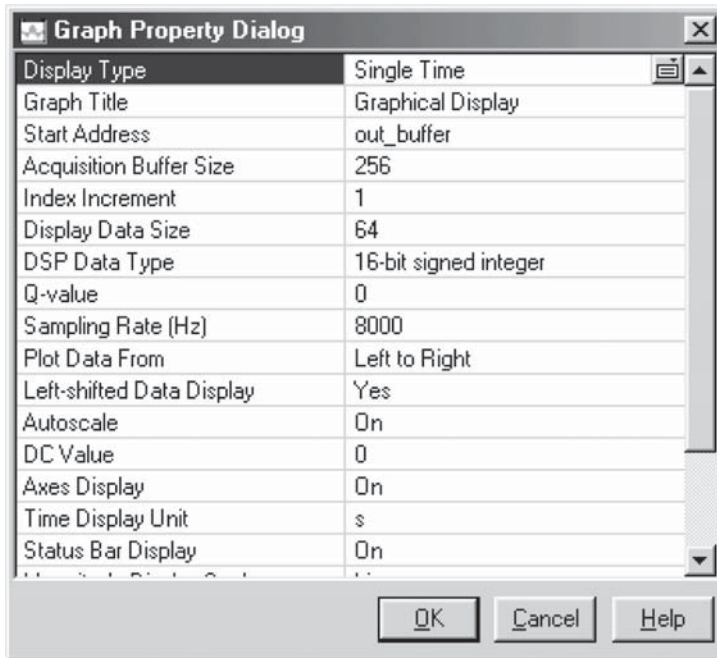 Graph Property Dialog
Display Type Single Time
Graph Title Graphical Display
Start Address out_buffer
Acquisition Buffer Size 256
Index Increment 1
Display Data Size 64
DSP Data Type 16-bit signed integer
Q-value 0
Sampling Rate (Hz) 8000
Plot Data From Left to Right
Left-shifted Data Display Yes
Autoscale On
DC Value 0
Axes Display On
Time Display Unit s
Status Bar Display On
OK Cancel Help